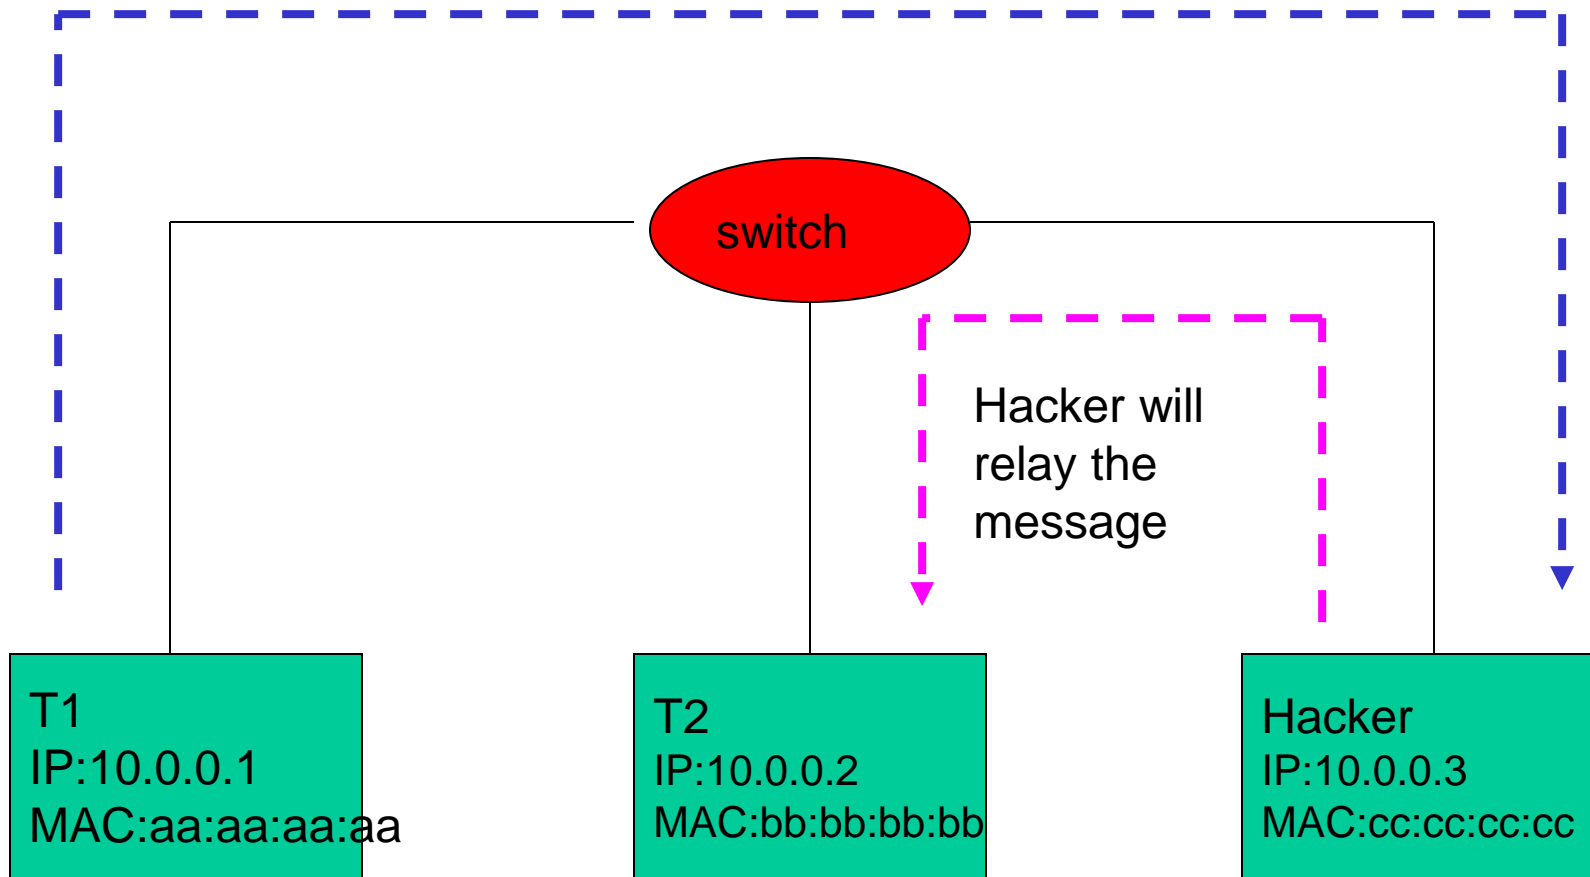 switch
Hacker will
relay the
message
T1
IP:10.0.0.1
MAC:aa:aa:aa:aa
T2
IP:10.0.0.2
MAC:bb:bb:bb:bb
Hacker
IP:10.0.0.3
MAC:cc:cc:cc:cc